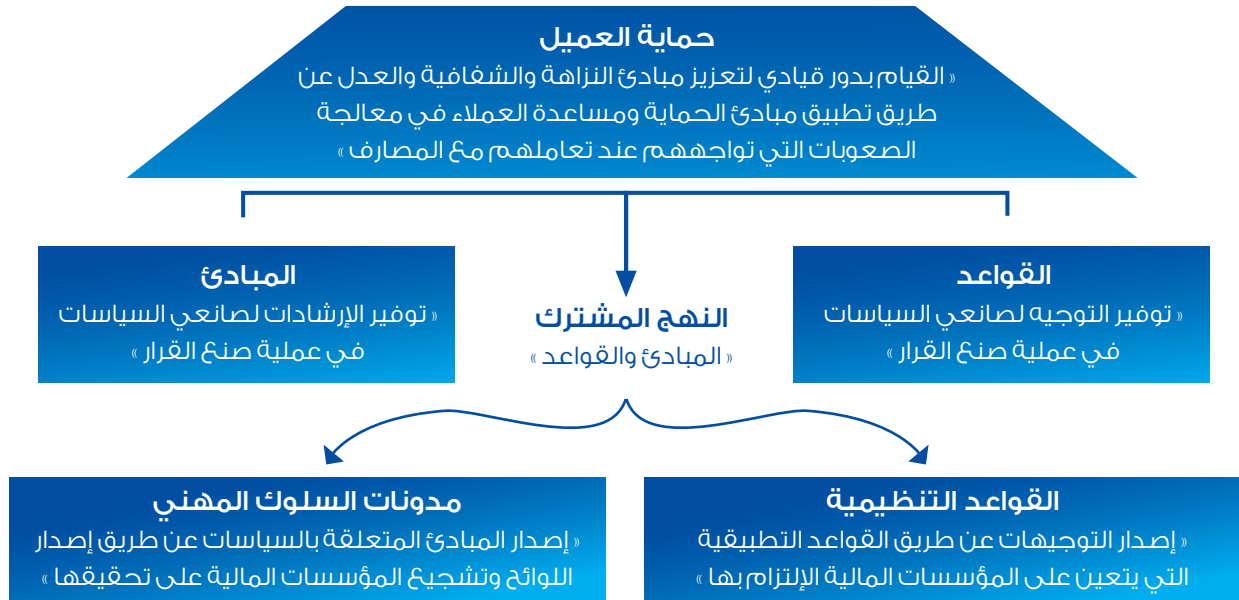 حماية العميل
« القيام بدور قيادي لتعزيز مبادئ النزاهة والشفافية والعدل عن
طريق تطبيق مبادئ الحماية ومساعدة العملاء في معالجة
الصعوبات التي تواجههم عند تعاملهم مع المصارف »
القواعد
« توفير التوجيه لصانعي السياسات
في عملية صنع القرار »
النهج المشترك
« المبادئ والقواعد »
المبادئ
« توفير الإرشادات لصانعي السياسات
في عملية صنع القرار »
القواعد التنظيمية
« إصدار التوجيهات عن طريق القواعد التطبيقية
التي يتعين على المؤسسات المالية الإلتزام بها »
مدونات السلوك المهني
« إصدار المبادئ المتعلقة بالسياسات عن طريق إصدار
اللوائح وتشجيع المؤسسات المالية على تحقيقها »